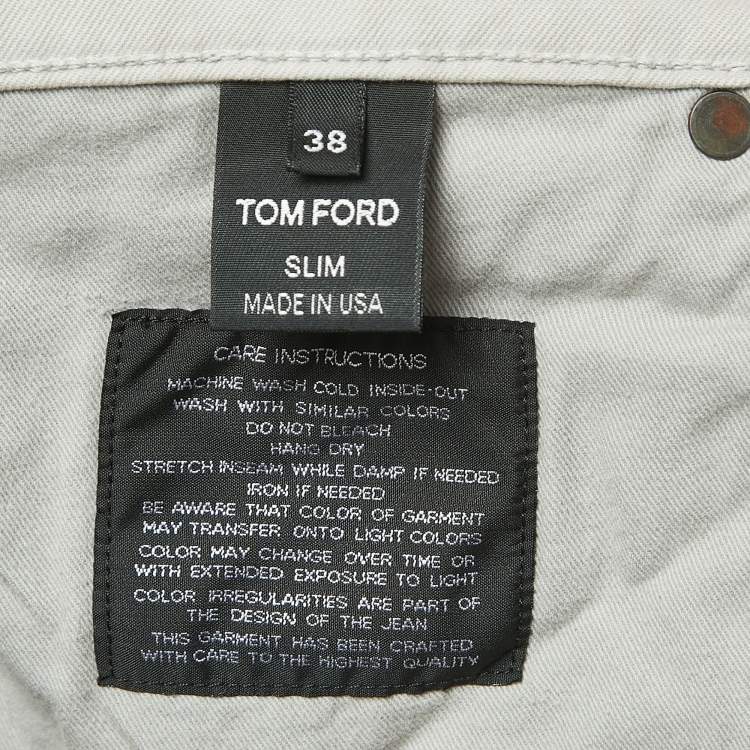 38
TOM FORD
SLIM
MADE IN USA
CARE INSTRUCTIONS
MACHINE WASH COLD INSIDE-OUT
WASH WITH SIMILAR COLORS
DO NOT BLEACH
HANG DRY
STRETCH INSEAM WHILE DAMP IF NEEDED
IRON IF NEEDED
BE AWARE THAT COLOR OF GARMENT
MAY TRANSFER ONTO LIGHT COLORS
COLOR MAY CHANGE OVER TIME OR
WITH EXTENDED EXPOSURE TO LIGHT
COLOR IRREGULARITIES ARE PART OF
THE DESIGN OF THE JEAN
THIS GARMENT HAS BEEN CRAFTED
WITH CARE TO THE HIGHEST QUALITY